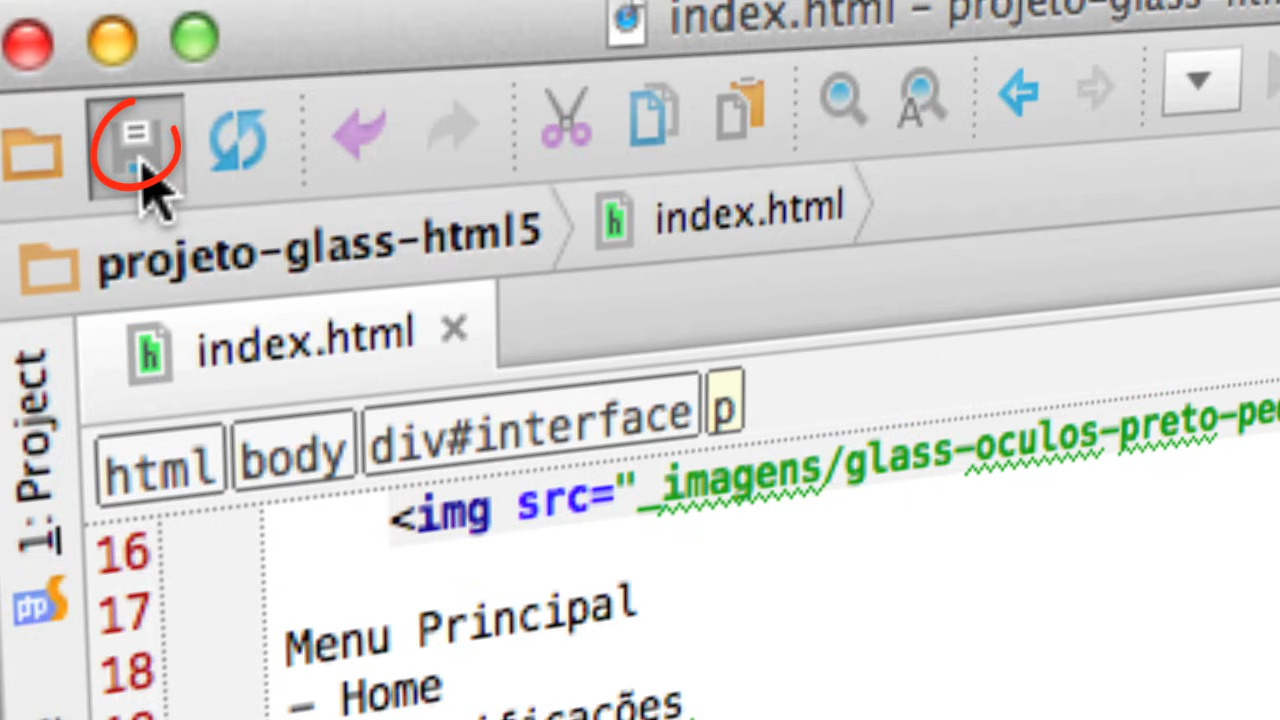 index.html – projeto-glass-
A
projeto-glass-html5
h index.html
h index.html
1: Project
html body div#interface p
<img src="_imagens/glass-oculos-preto-
16
17 Menu Principal
18 – Home
dp